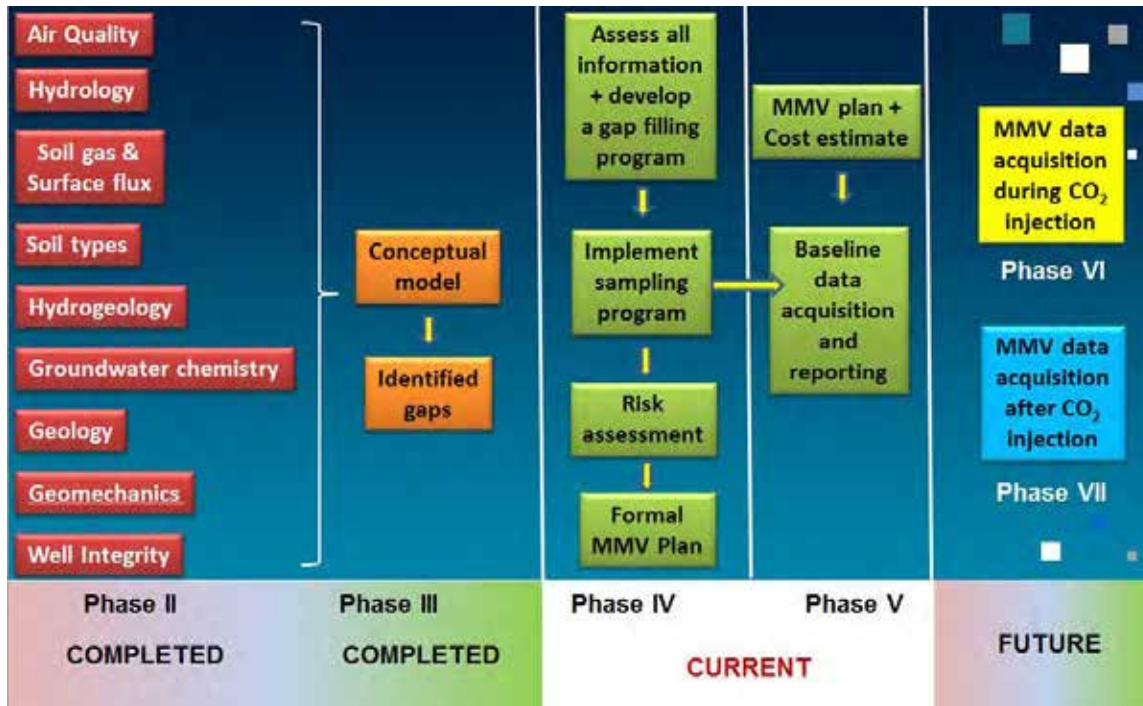 Air Quality
Hydrology
Soil gas &
Surface flux
Soil types
Hydrogeology
Groundwater chemistry
Geology
Geomechanics
Well Integrity
Conceptual
model
Identified
gaps
Assess all
information
+ develop
a gap filling
program
Implement
sampling
program
Risk
assessment
Formal
MMV Plan
MMV plan +
Cost estimate
Baseline
data
acquisition
and
reporting
MMV data
acquisition
during CO₂
injection
Phase VI
MMV data
acquisition
after CO₂
injection
Phase VII
Phase II
COMPLETED
Phase III
COMPLETED
Phase IV
Phase V
CURRENT
FUTURE